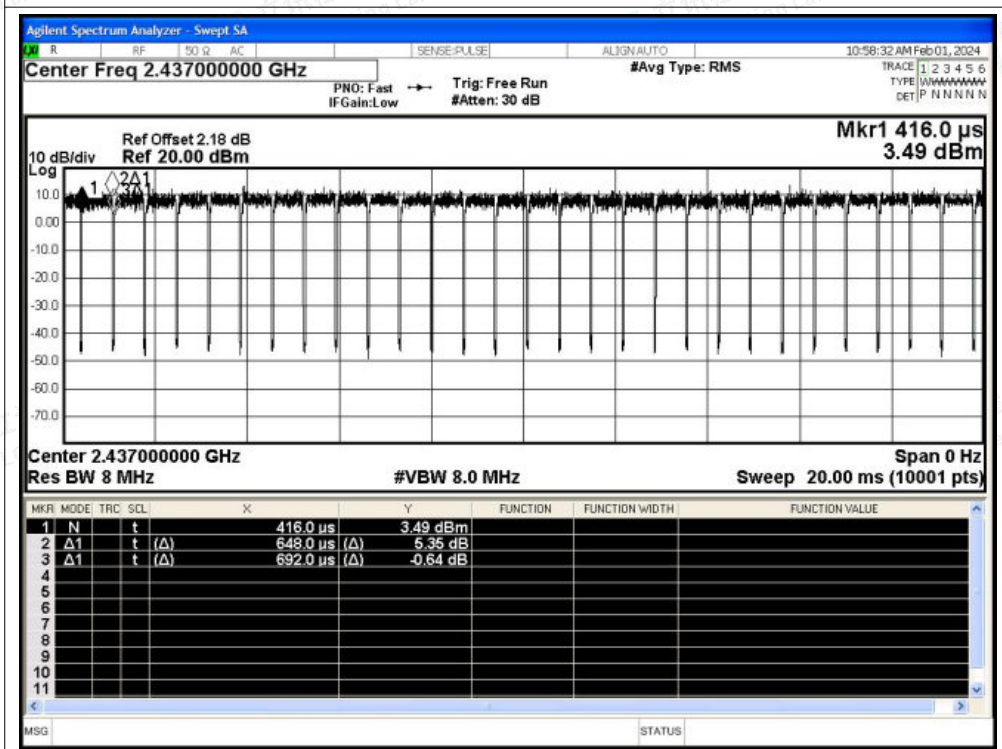 Agilent Spectrum Analyzer - Swept SA
R RF 50 Ω AC SENSE:PULSE ALIGN AUTO 10:58:32 AM Feb 01, 2024
Center Freq 2.437000000 GHz #Avg Type: RMS TRACE 1 2 3 4 5 6
PNO: Fast Trig: Free Run TYPE
IFGain:Low #Atten: 30 dB DET P N N N N N
Mkr1 416.0 µs
3.49 dBm
Ref Offset 2.18 dB
10 dB/div Ref 20.00 dBm
Log
1 2Δ1
3Δ1
10.0
0.00
-10.0
-20.0
-30.0
-40.0
-50.0
-60.0
-70.0
Center 2.437000000 GHz Span 0 Hz
Res BW 8 MHz #VBW 8.0 MHz Sweep 20.00 ms (10001 pts)
MKR MODE TRC SCL X Y FUNCTION FUNCTION WIDTH FUNCTION VALUE
1 N t 416.0 µs 3.49 dBm
2 Δ1 t (Δ) 648.0 µs (Δ) 5.35 dB
3 Δ1 t (Δ) 692.0 µs (Δ) -0.64 dB
4
5
6
7
8
9
10
11
MSG STATUS